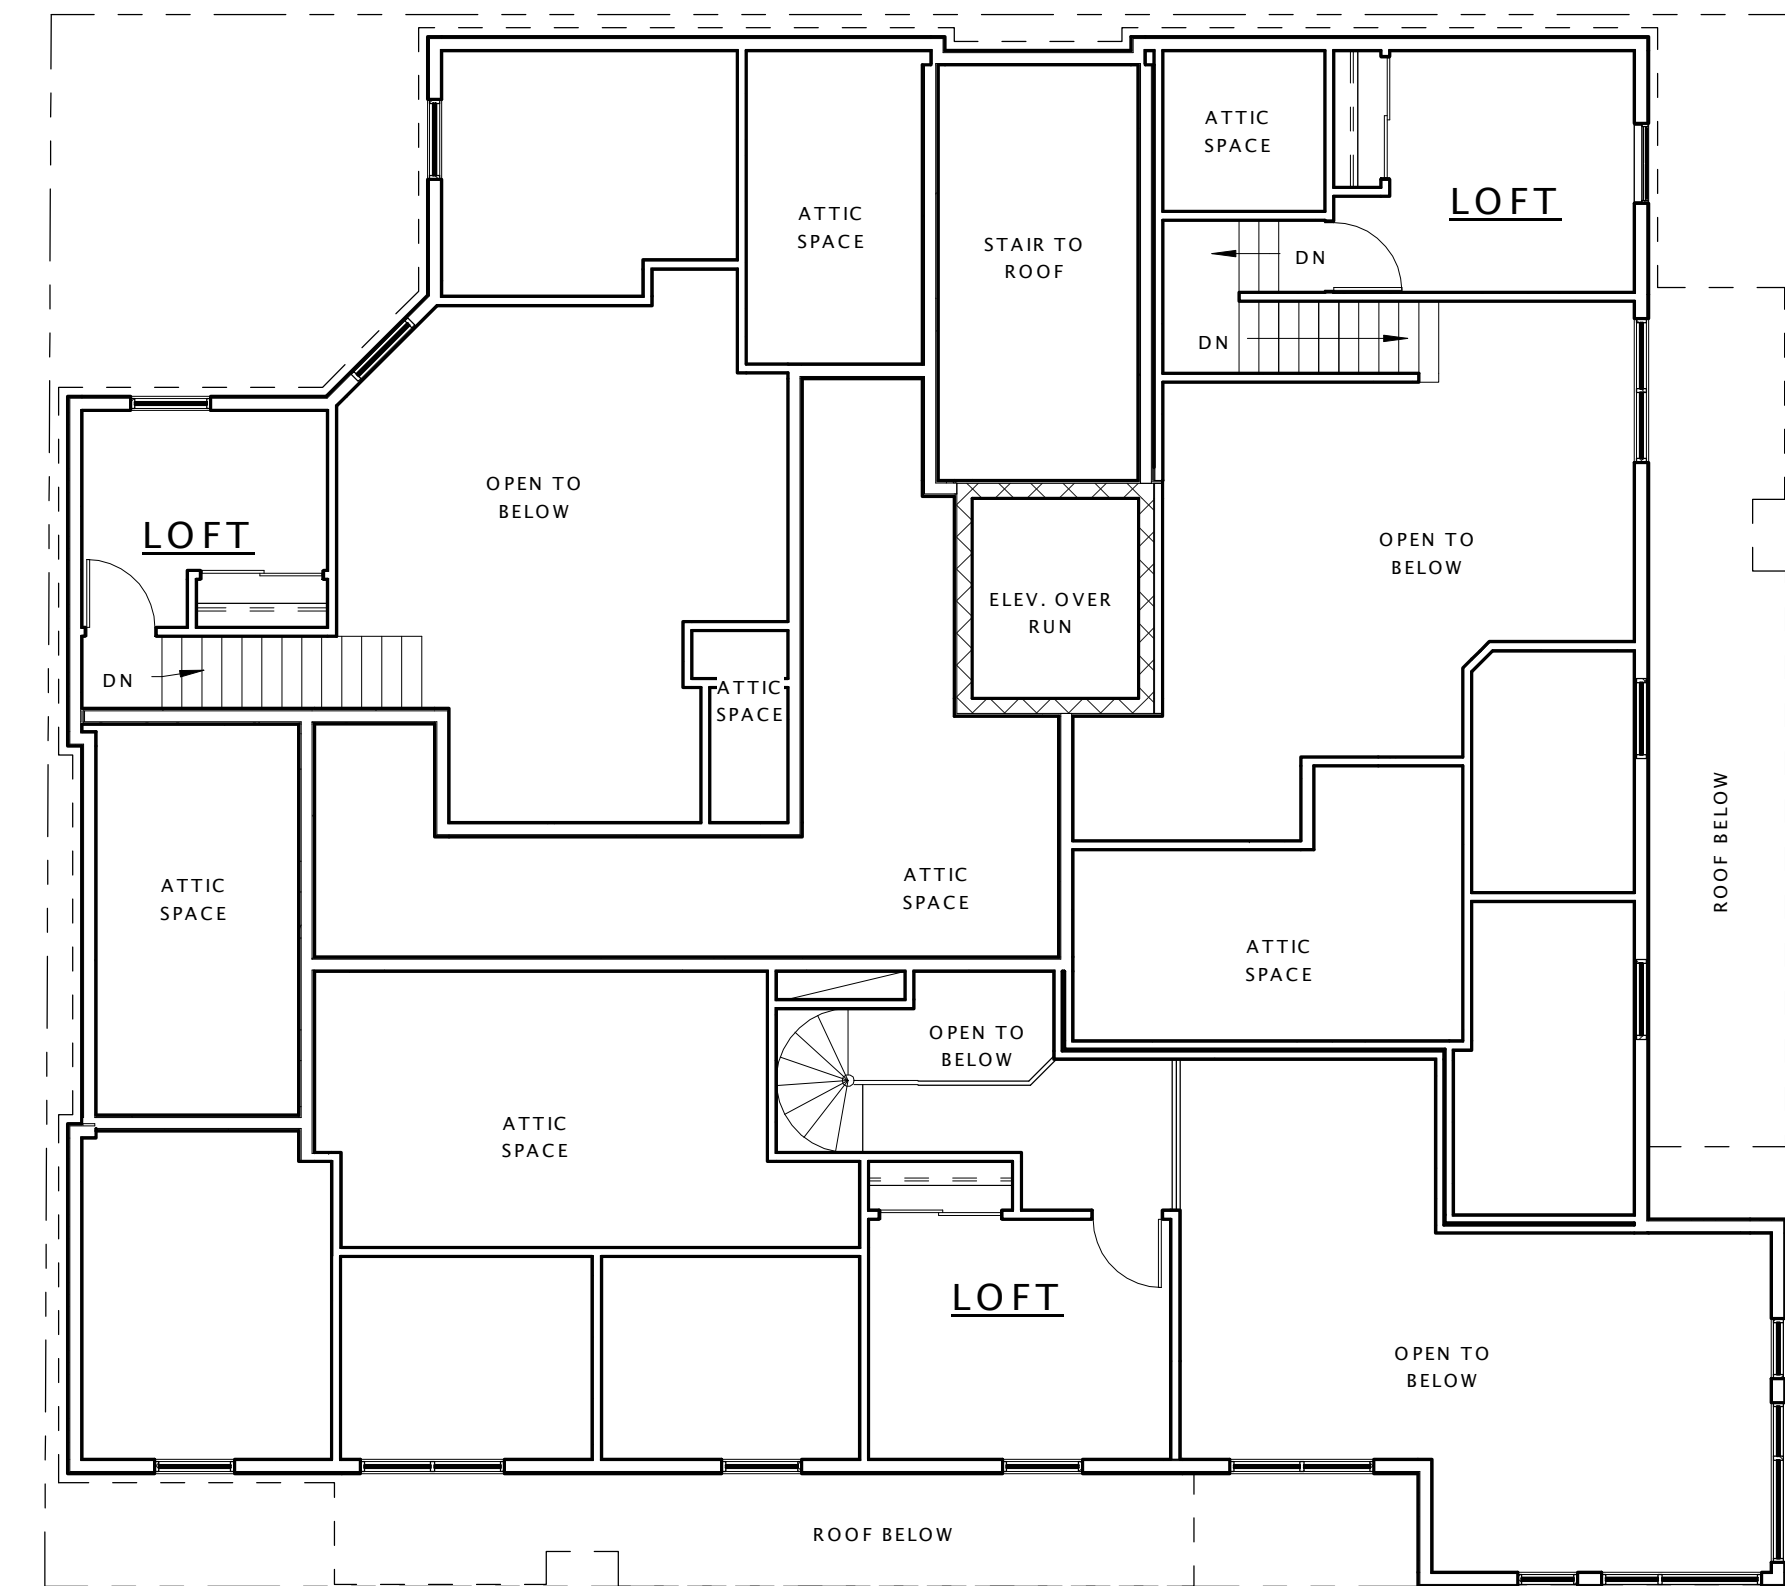 ATTIC
SPACE
LOFT
ATTIC
SPACE
STAIR TO
ROOF
DN
DN
OPEN TO
BELOW
LOFT
OPEN TO
BELOW
ELEV. OVER
RUN
DN
ATTIC
SPACE
ROOF BELOW
ATTIC
SPACE
ATTIC
SPACE
ATTIC
SPACE
OPEN TO
BELOW
ATTIC
SPACE
LOFT
OPEN TO
BELOW
ROOF BELOW